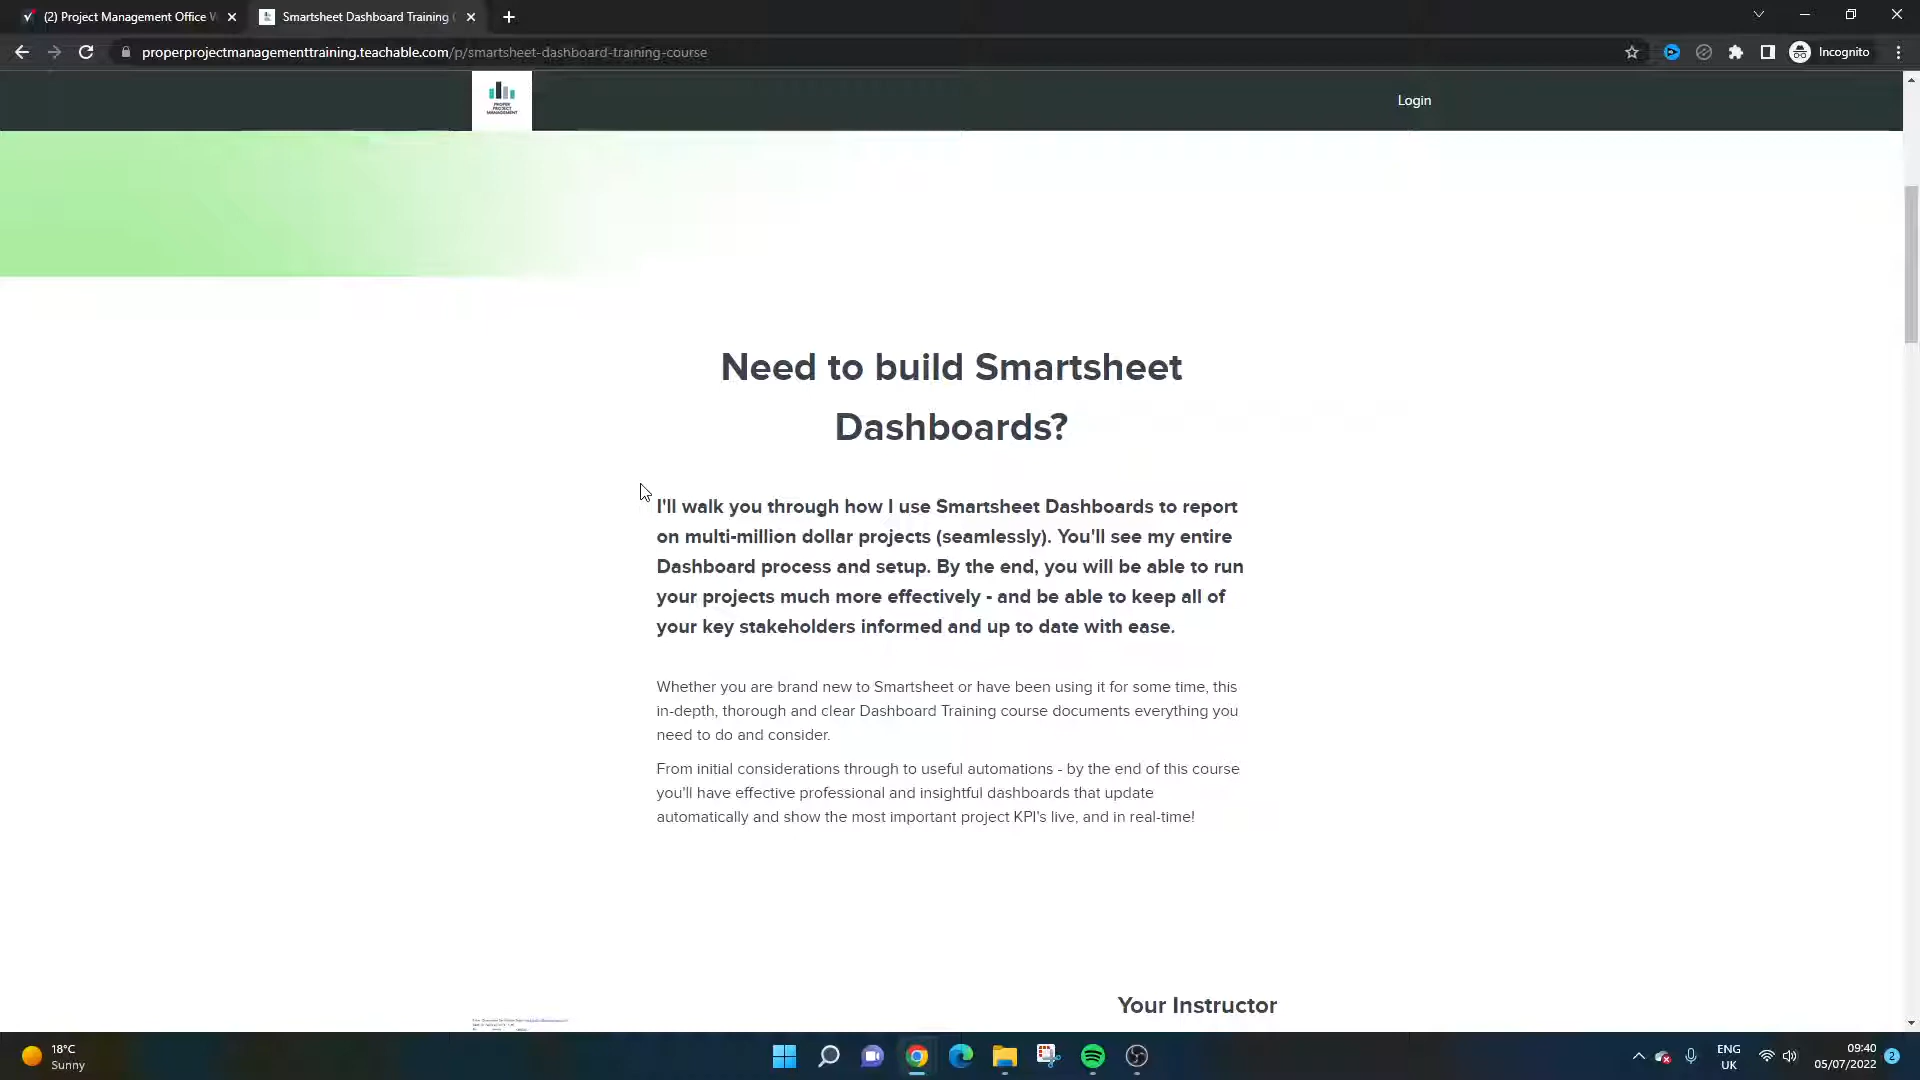 (2) Project Management Office
Smartsheet Dashboard Training
properprojectmanagementtraining.teachable.com/p/smartsheet-dashboard-training-course
Incognito
PROPER
PROJECT
MANAGEMENT
Login
Need to build Smartsheet
Dashboards?
I'll walk you through how I use Smartsheet Dashboards to report
on multi-million dollar projects (seamlessly). You'll see my entire
Dashboard process and setup. By the end, you will be able to run
your projects much more effectively - and be able to keep all of
your key stakeholders informed and up to date with ease.
Whether you are brand new to Smartsheet or have been using it for some time, this
in-depth, thorough and clear Dashboard Training course documents everything you
need to do and consider.
From initial considerations through to useful automations - by the end of this course
you'll have effective professional and insightful dashboards that update
automatically and show the most important project KPI's live, and in real-time!
Your Instructor
18°C
Sunny
ENG
UK
09:40
05/07/2022
2